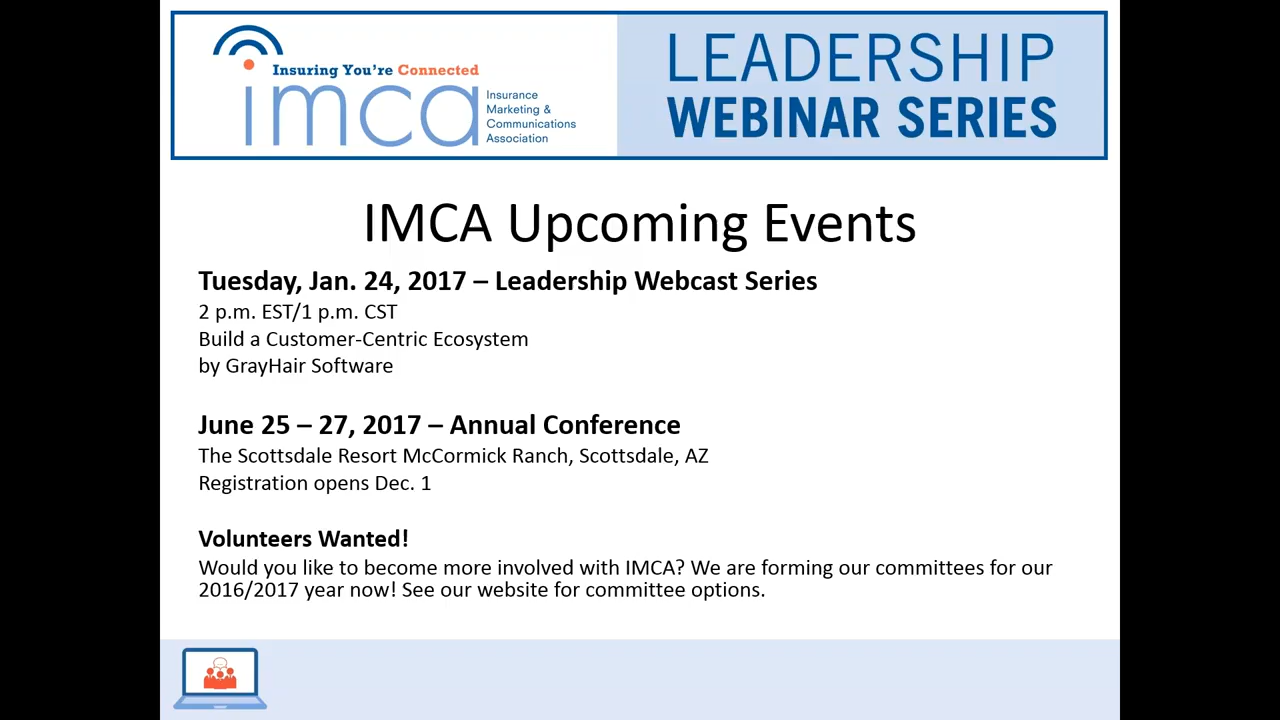 Insuring You're Connected
imca
Insurance
Marketing &
Communications
Association
LEADERSHIP
WEBINAR SERIES
IMCA Upcoming Events
Tuesday, Jan. 24, 2017 – Leadership Webcast Series
2 p.m. EST/1 p.m. CST
Build a Customer-Centric Ecosystem
by GrayHair Software
June 25 – 27, 2017 – Annual Conference
The Scottsdale Resort McCormick Ranch, Scottsdale, AZ
Registration opens Dec. 1
Volunteers Wanted!
Would you like to become more involved with IMCA? We are forming our committees for our
2016/2017 year now! See our website for committee options.